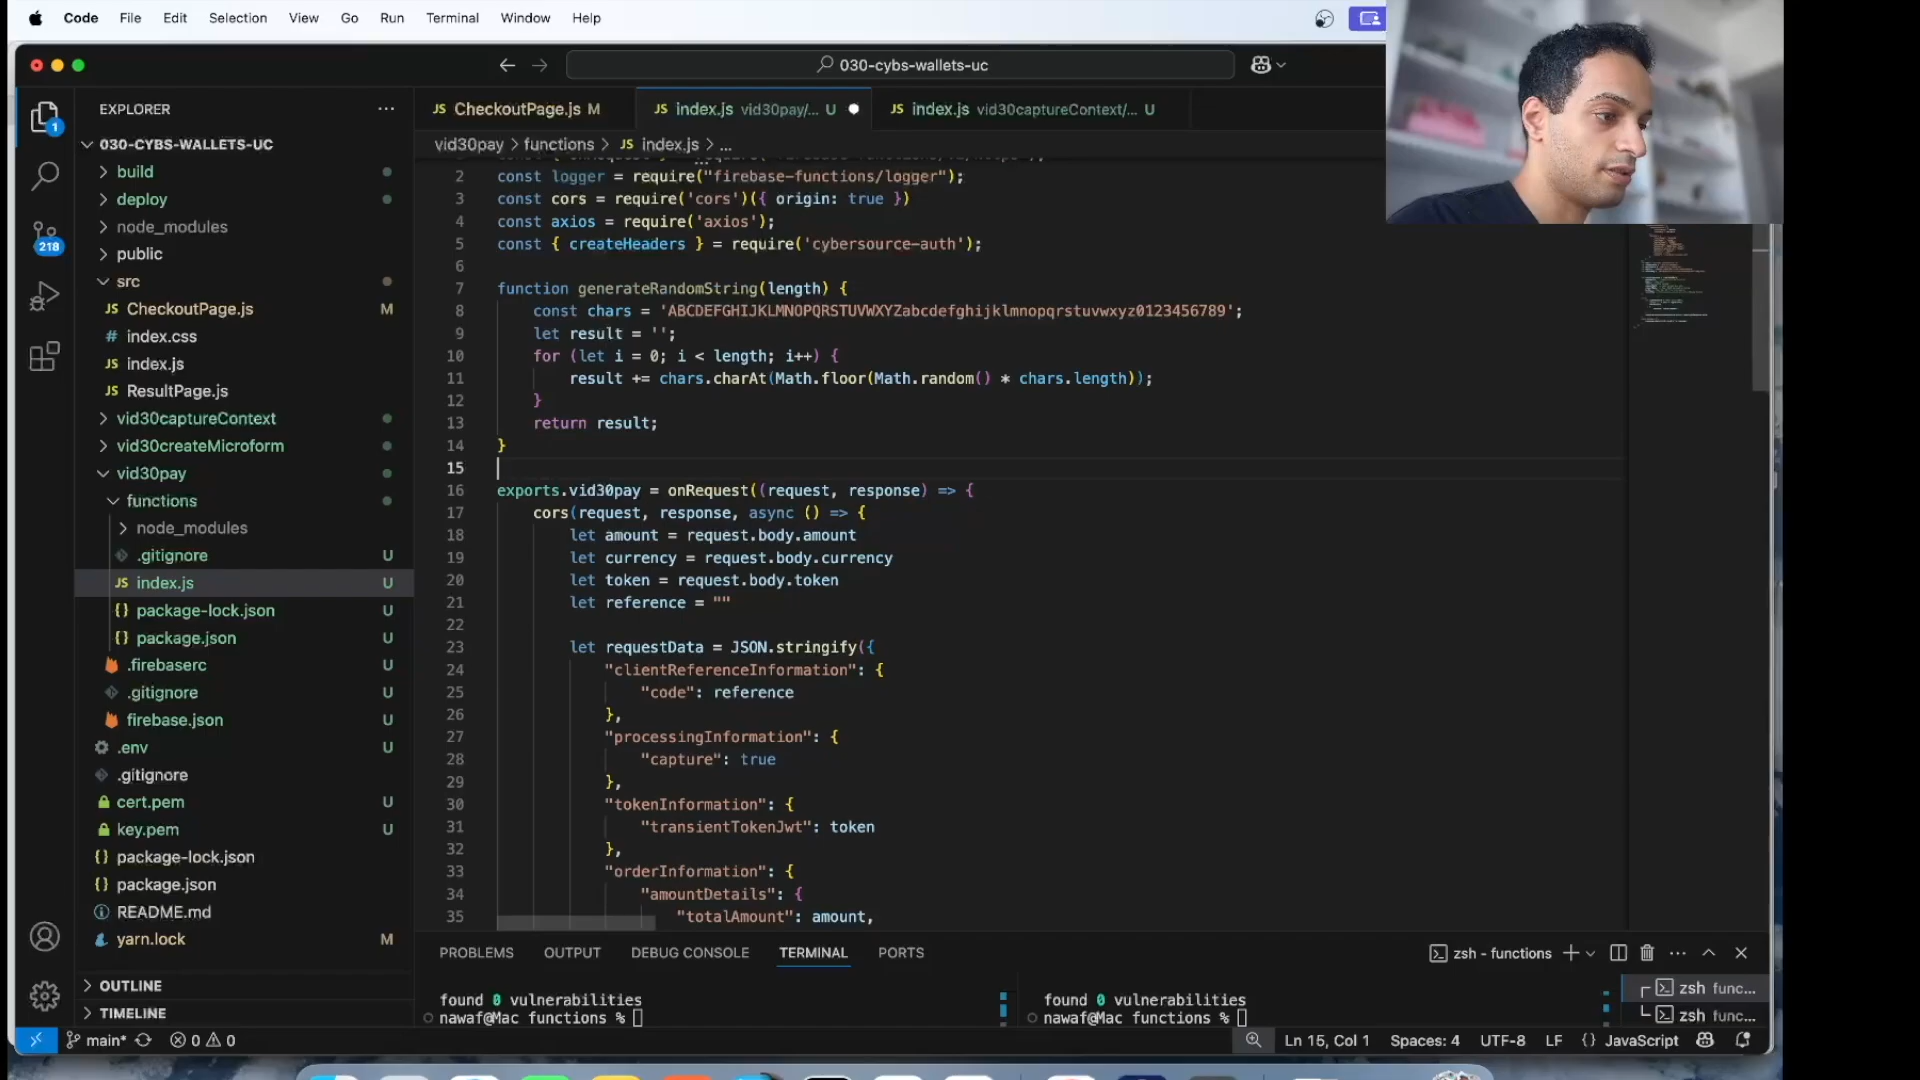 Code File Edit Selection View Go Run Terminal Window Help
030-cybs-wallets-uc
EXPLORER
JS CheckoutPage.js M
JS index.js vid30pay/... U
JS index.js vid30captureContext/... U
vid30pay > functions > JS index.js > ...
1
030-CYBS-WALLETS-UC
build
deploy
node_modules
public
src
JS CheckoutPage.js M
# index.css
JS index.js
JS ResultPage.js
vid30captureContext
vid30createMicroform
vid30pay
functions
node_modules
.gitignore U
JS index.js U
{} package-lock.json U
{} package.json U
.firebaserc U
.gitignore U
firebase.json U
.env U
.gitignore
cert.pem U
key.pem U
{} package-lock.json
{} package.json
README.md
yarn.lock M
OUTLINE
TIMELINE
218
2 const logger = require("firebase-functions/logger");
3 const cors = require('cors')({ origin: true })
4 const axios = require('axios');
5 const { createHeaders } = require('cybersource-auth');
6
7 function generateRandomString(length) {
8 const chars = 'ABCDEFGHIJKLMNOPQRSTUVWXYZabcdefghijklmnopqrstuvwxyz0123456789';
9 let result = '';
10 for (let i = 0; i < length; i++) {
11 result += chars.charAt(Math.floor(Math.random() * chars.length));
12 }
13 return result;
14 }
15
16 exports.vid30pay = onRequest((request, response) => {
17 cors(request, response, async () => {
18 let amount = request.body.amount
19 let currency = request.body.currency
20 let token = request.body.token
21 let reference = ""
22
23 let requestData = JSON.stringify({
24 "clientReferenceInformation": {
25 "code": reference
26 },
27 "processingInformation": {
28 "capture": true
29 },
30 "tokenInformation": {
31 "transientTokenJwt": token
32 },
33 "orderInformation": {
34 "amountDetails": {
35 "totalAmount": amount,
PROBLEMS OUTPUT DEBUG CONSOLE TERMINAL PORTS
zsh - functions
found 0 vulnerabilities
nawaf@Mac functions %
found 0 vulnerabilities
nawaf@Mac functions %
zsh func...
zsh func...
main* 0 0
Ln 15, Col 1 Spaces: 4 UTF-8 LF {} JavaScript